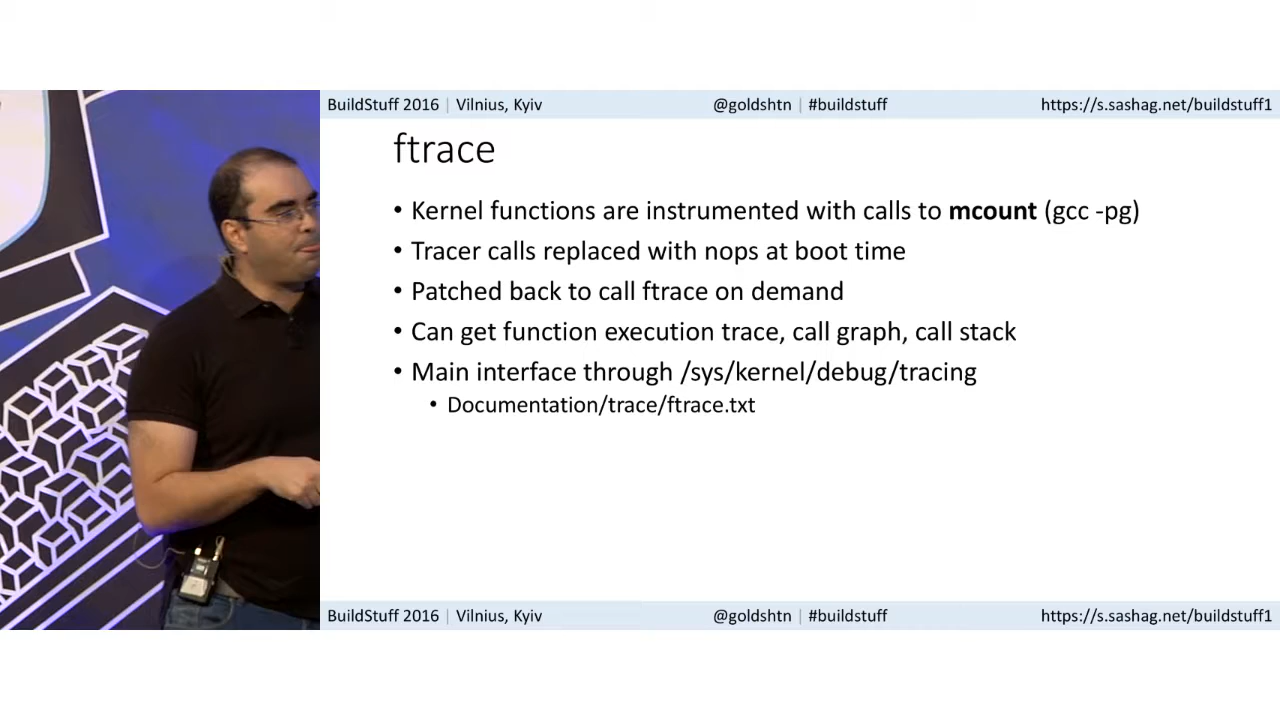 BuildStuff 2016 | Vilnius, Kyiv
@goldshtn | #buildstuff
https://s.sashag.net/buildstuff1
ftrace
• Kernel functions are instrumented with calls to mcount (gcc -pg)
• Tracer calls replaced with nops at boot time
• Patched back to call ftrace on demand
• Can get function execution trace, call graph, call stack
• Main interface through /sys/kernel/debug/tracing
• Documentation/trace/ftrace.txt
BuildStuff 2016 | Vilnius, Kyiv
@goldshtn | #buildstuff
https://s.sashag.net/buildstuff1